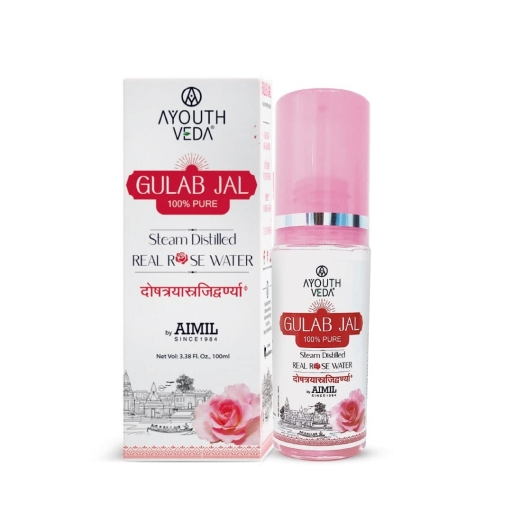 AYOUTH
VEDA®
GULAB JAL
100% PURE
Steam Distilled
REAL ROSE WATER
दोषत्रयास्रजिद्वर्ण्या◊
by AIMIL
SINCE 1984
Net Vol: 3.38 Fl. Oz., 100ml
AYOUTH
VEDA®
GULAB JAL
100% PURE
Steam Distilled
REAL ROSE WATER
दोषत्रयास्रजिद्वर्ण्या◊
by AIMIL
SINCE 1984